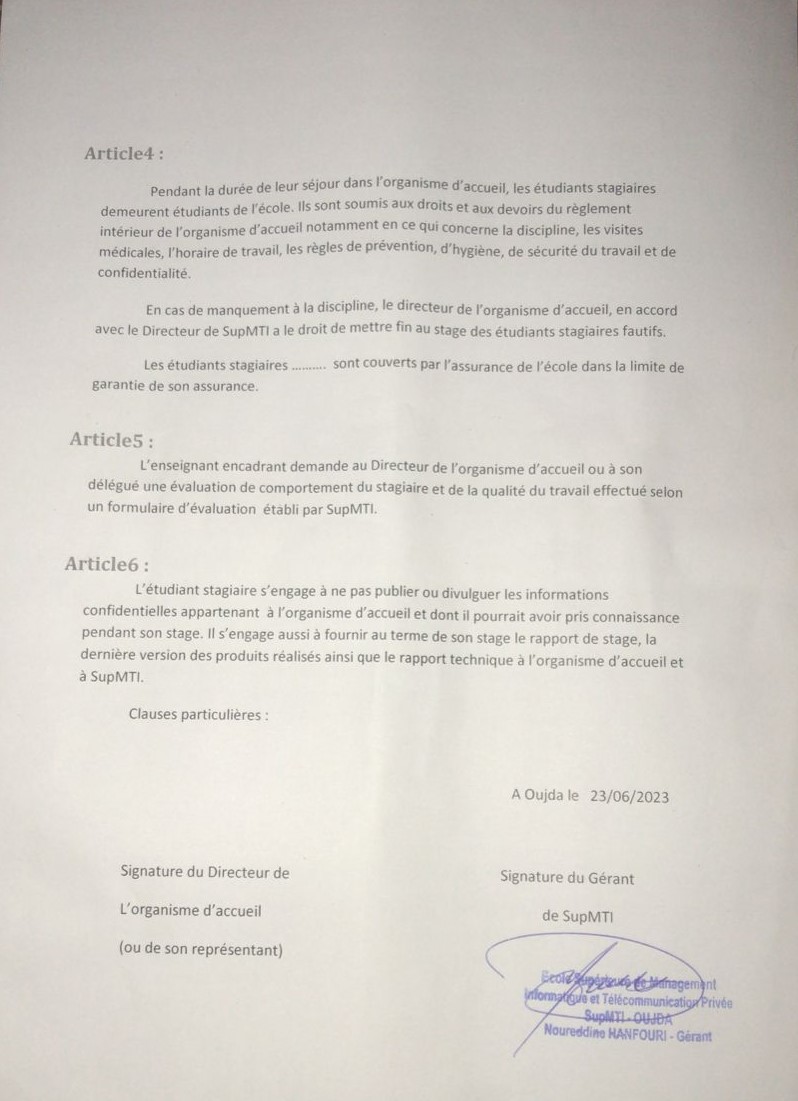 Article4 :
Pendant la durée de leur séjour dans l'organisme d'accueil, les étudiants stagiaires
demeurent étudiants de l'école. Ils sont soumis aux droits et aux devoirs du règlement
intérieur de l'organisme d'accueil notamment en ce qui concerne la discipline, les visites
médicales, l'horaire de travail, les règles de prévention, d'hygiène, de sécurité du travail et de
confidentialité.
En cas de manquement à la discipline, le directeur de l'organisme d'accueil, en accord
avec le Directeur de SupMTI a le droit de mettre fin au stage des étudiants stagiaires fautifs.
Les étudiants stagiaires .......... sont couverts par l'assurance de l'école dans la limite de
garantie de son assurance.
Article5 :
L'enseignant encadrant demande au Directeur de l'organisme d'accueil ou à son
délégué une évaluation de comportement du stagiaire et de la qualité du travail effectué selon
un formulaire d'évaluation établi par SupMTI.
Article6 :
L'étudiant stagiaire s'engage à ne pas publier ou divulguer les informations
confidentielles appartenant à l'organisme d'accueil et dont il pourrait avoir pris connaissance
pendant son stage. Il s'engage aussi à fournir au terme de son stage le rapport de stage, la
dernière version des produits réalisés ainsi que le rapport technique à l'organisme d'accueil et
à SupMTI.
Clauses particulières :
A Oujda le 23/06/2023
Signature du Directeur de
L'organisme d'accueil
(ou de son représentant)
Signature du Gérant
de SupMTI
Ecole Supérieure de Management
Informatique et Télécommunication Privée
SupMTI - OUJDA
Noureddine HANFOURI - Gérant